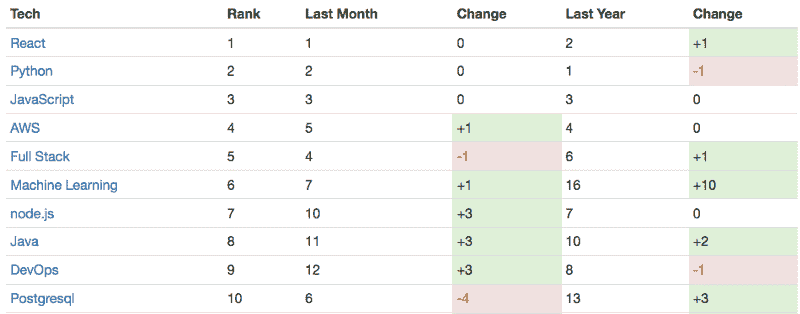 Tech Rank Last Month Change Last Year Change
React 1 1 0 2 +1
Python 2 2 0 1 -1
JavaScript 3 3 0 3 0
AWS 4 5 +1 4 0
Full Stack 5 4 -1 6 +1
Machine Learning 6 7 +1 16 +10
node.js 7 10 +3 7 0
Java 8 11 +3 10 +2
DevOps 9 12 +3 8 -1
Postgresql 10 6 -4 13 +3